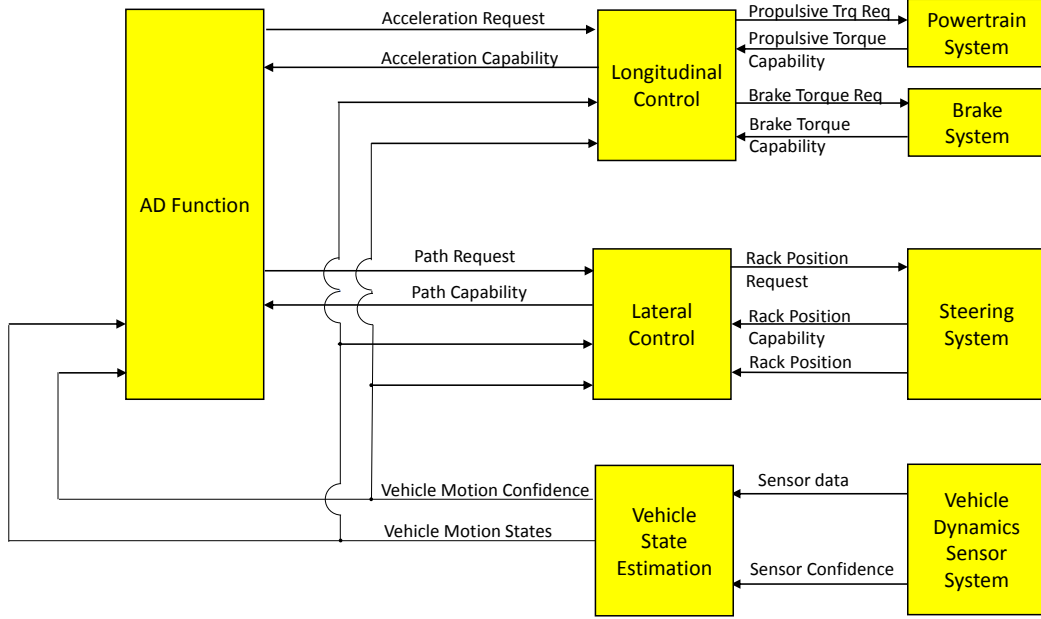 Acceleration Request
Acceleration Capability
AD Function
Longitudinal
Control
Propulsive Trq Req
Propulsive Torque
Capability
Brake Torque Req
Brake Torque
Capability
Powertrain
System
Brake
System
Path Request
Path Capability
Lateral
Control
Rack Position
Request
Rack Position
Capability
Rack Position
Steering
System
Vehicle Motion Confidence
Vehicle Motion States
Vehicle
State
Estimation
Sensor data
Sensor Confidence
Vehicle
Dynamics
Sensor
System